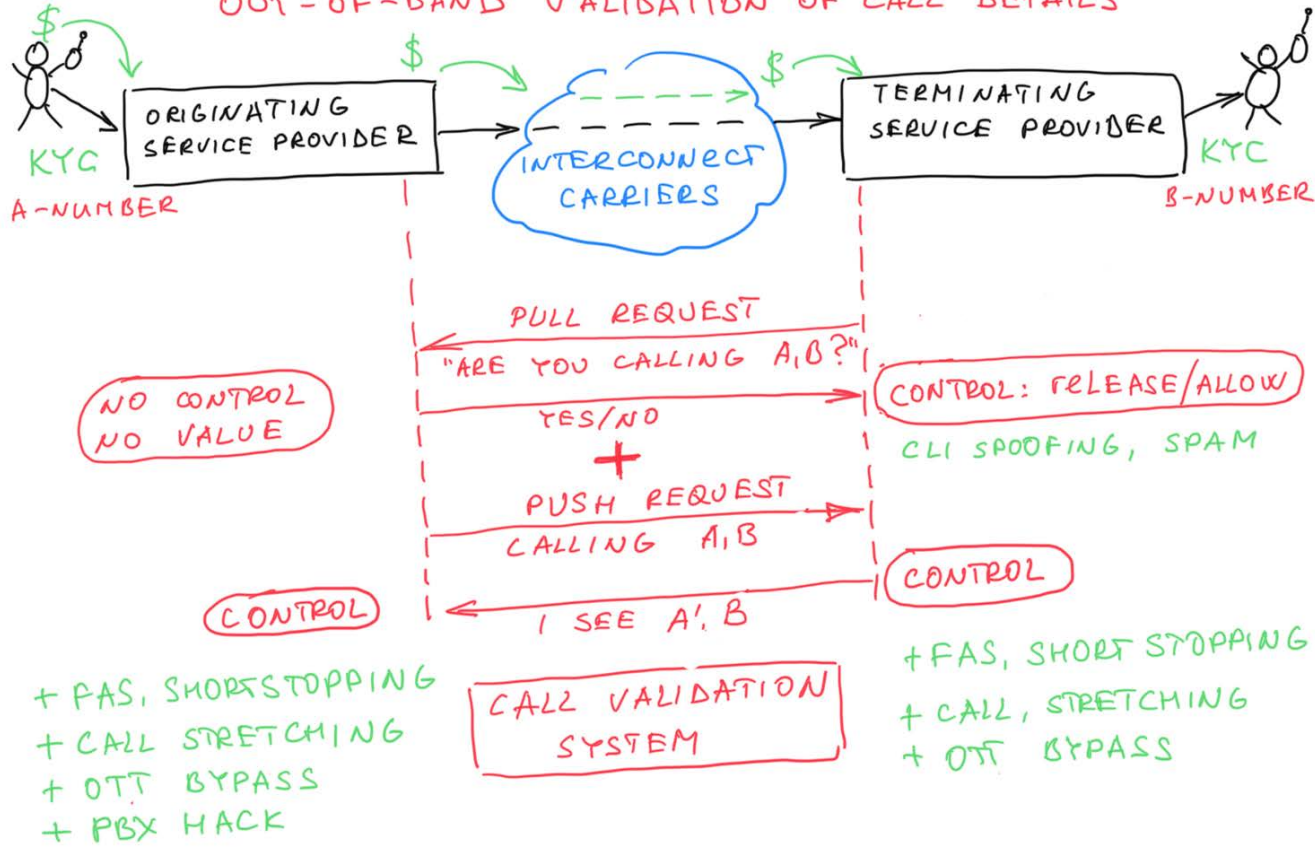 OUT-OF-BAND VALIDATION OF CALL DETAILS
$
$
$
ORIGINATING
SERVICE PROVIDER
INTERCONNECT
CARRIERS
TERMINATING
SERVICE PROVIDER
KYC
KYC
A-NUMBER
B-NUMBER
PULL REQUEST
"ARE YOU CALLING A,B?"
NO CONTROL
NO VALUE
YES/NO
CONTROL: RELEASE/ALLOW
CLI SPOOFING, SPAM
+
PUSH REQUEST
CALLING A,B
CONTROL
CONTROL
I SEE A', B
+ FAS, SHORTSTOPPING
+ CALL STRETCHING
+ OTT BYPASS
+ PBX HACK
CALL VALIDATION
SYSTEM
+ FAS, SHORT STOPPING
+ CALL, STRETCHING
+ OTT BYPASS